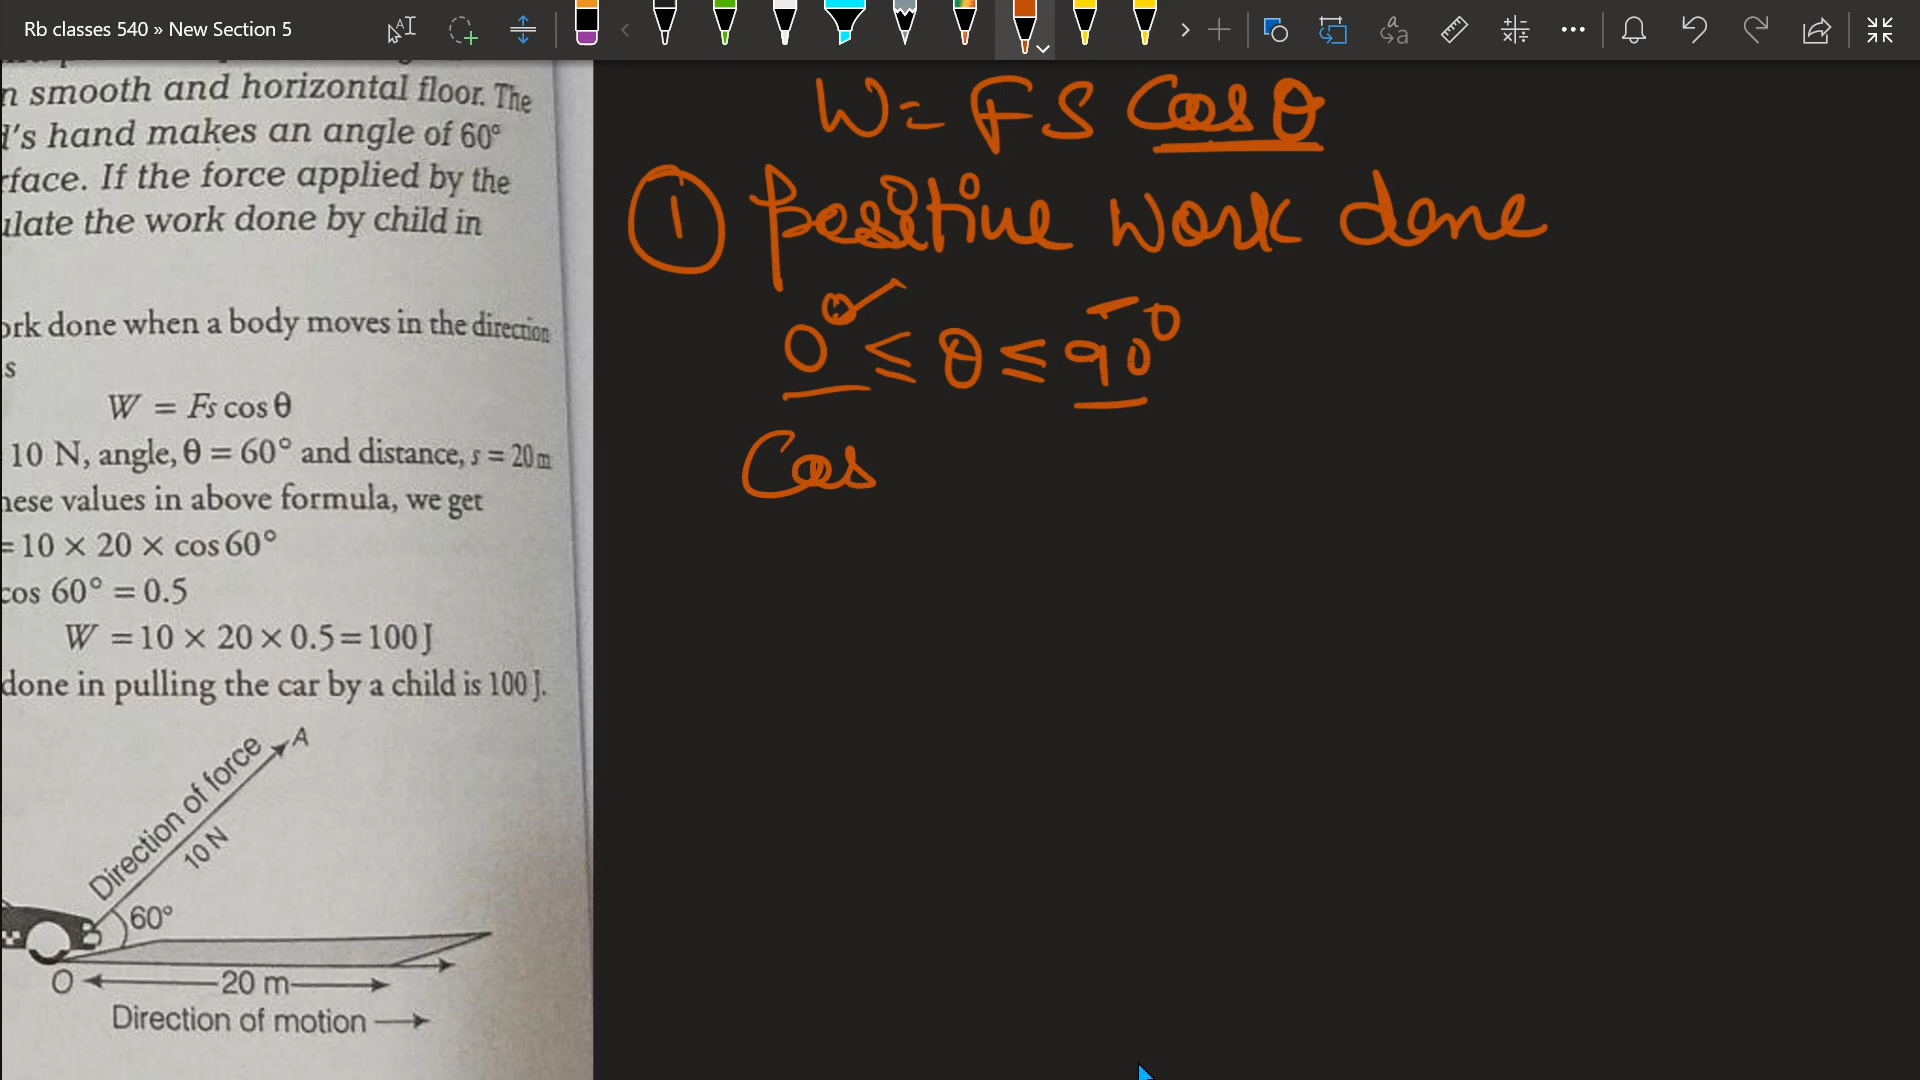 Rb classes 540 » New Section 5
n smooth and horizontal floor. The
's hand makes an angle of 60°
rface. If the force applied by the
ulate the work done by child in
ork done when a body moves in the direction
s
W = Fs cos θ
10 N, angle, θ = 60° and distance, s = 20 m
hese values in above formula, we get
= 10 × 20 × cos 60°
cos 60° = 0.5
W = 10 × 20 × 0.5 = 100 J
done in pulling the car by a child is 100 J.
Direction of force
A
10 N
60°
O
20 m
Direction of motion
W = FS Cos θ
1 Positive work done
0° ≤ θ ≤ 90°
Cos